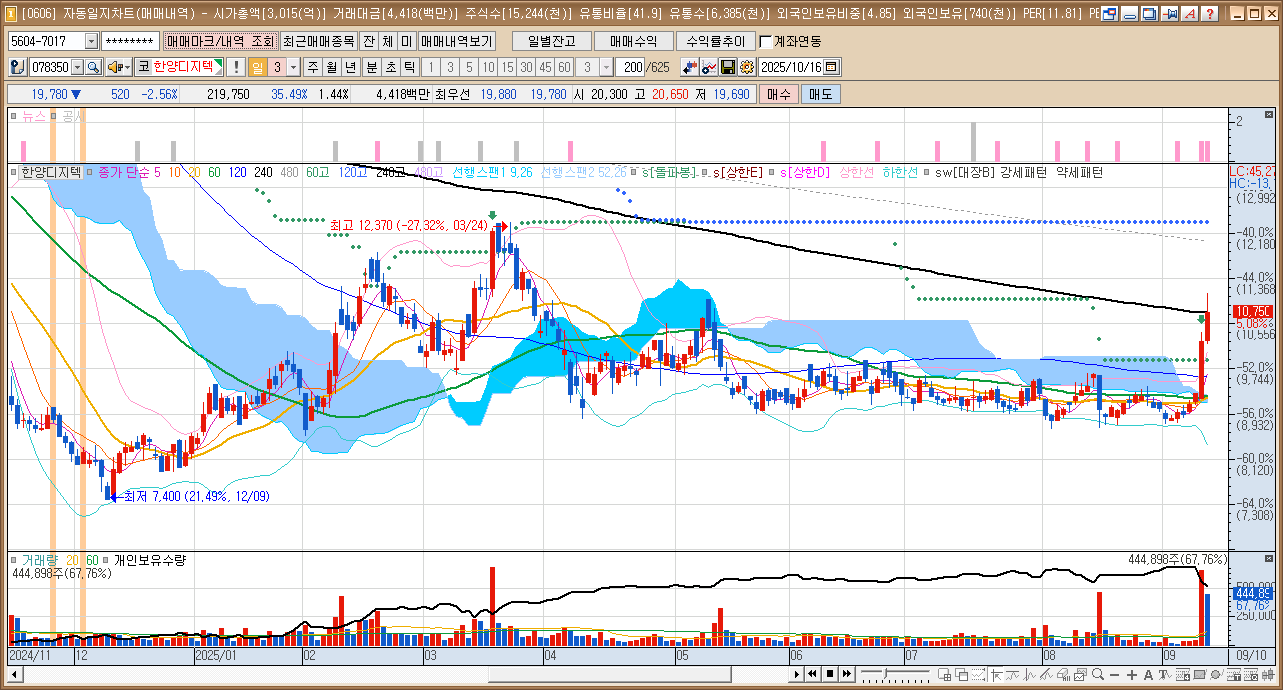 [0606] 자동일지차트(매매내역) - 시가총액[3,015(억)] 거래대금[4,418(백만)] 주식수[15,244(천)] 유통비율[41.9] 유통수[6,385(천)] 외국인보유비중[4.85] 외국인보유[740(천)] PER[11.81]
5604-7017 ******** 매매마크/내역 조회 최근매매종목 잔 체 미 매매내역보기 일별잔고 매매수익 수익률추이 계좌연동
078350 코 한양디지텍 ! 일 3 주 월 년 분 초 틱 1 3 5 10 15 30 45 60 3 200 /625 2025/10/16
19,780 ▼ 520 -2.56% 219,750 35.49% 1.44% 4,418백만 최우선 19,880 19,780 시 20,300 고 20,650 저 19,690 매수 매도
뉴스 공시
2
한양디지텍 종가 단순 5 10 20 60 120 240 480 60고 120고 240고 480고 선행스팬1 9,26 선행스팬2 52,26 s[돌파봉] s[상한E] s[상한D] 상한선 하한선 sw[대장B] 강세패턴 약세패턴
LC:45,27
HC:-13,
(12,992
최고 12,370 (-27,32%, 03/24)
-40,0%
(12,180
-44,0%
(11,368
10,750
5,08%
(10,556
-52,0%
(9,744)
-56,0%
(8,932)
-60,0%
(8,120)
최저 7,400 (21,49%, 12/09)
-64,0%
(7,308)
거래량 20 60 개인보유수량
444,898주(67,76%)
444,898주(67,76%)
500,000
444,89
67,76%
250,000
2024/11 12 2025/01 02 03 04 05 06 07 08 09 09/10